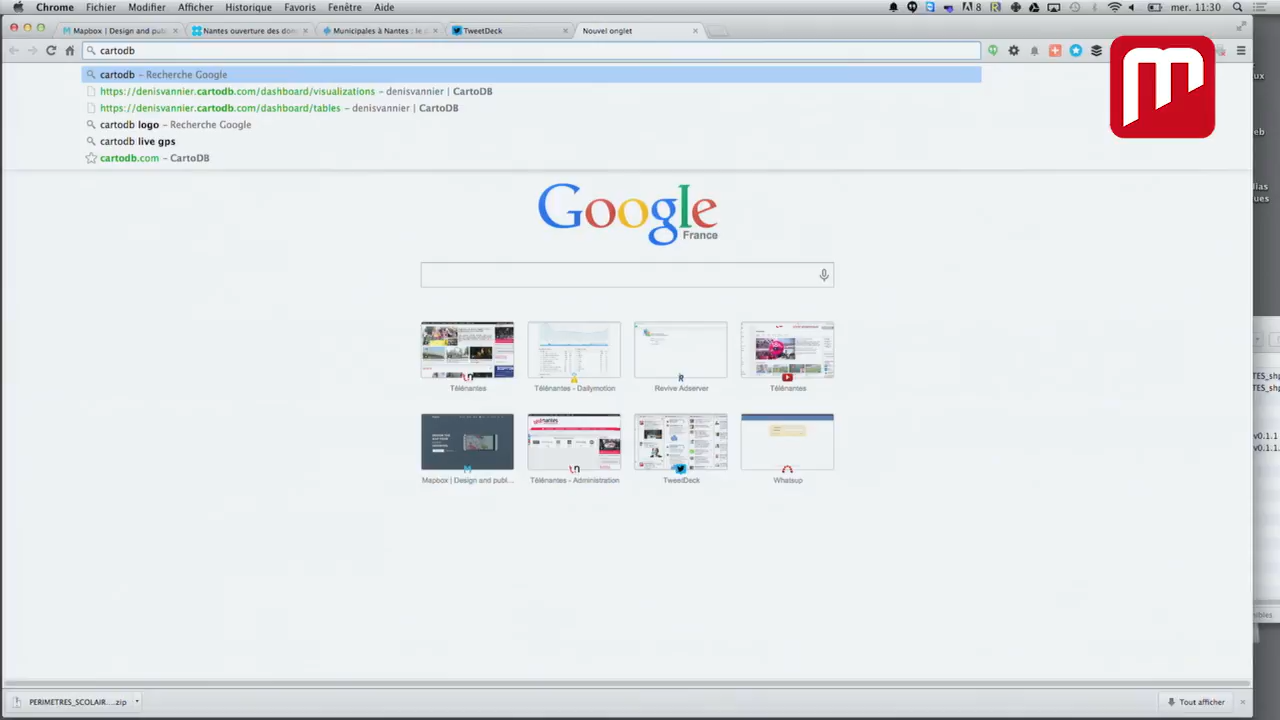 Chrome Fichier Modifier Afficher Historique Favoris Fenêtre Aide 8 mer. 11:30
Mapbox | Design and publ
Nantes ouverture des don
Municipales à Nantes : le c
TweetDeck
Nouvel onglet
cartodb
cartodb – Recherche Google
https://denisvannier.cartodb.com/dashboard/visualizations – denisvannier | CartoDB
https://denisvannier.cartodb.com/dashboard/tables – denisvannier | CartoDB
cartodb logo – Recherche Google
cartodb live gps
cartodb.com – CartoDB
Google
France
Télénantes
Télénantes - Dailymotion
Revive Adserver
Télénantes
Mapbox | Design and publ...
Télénantes - Administration
TweetDeck
Whatsup
PERIMETRES_SCOLAIR....zip
Tout afficher